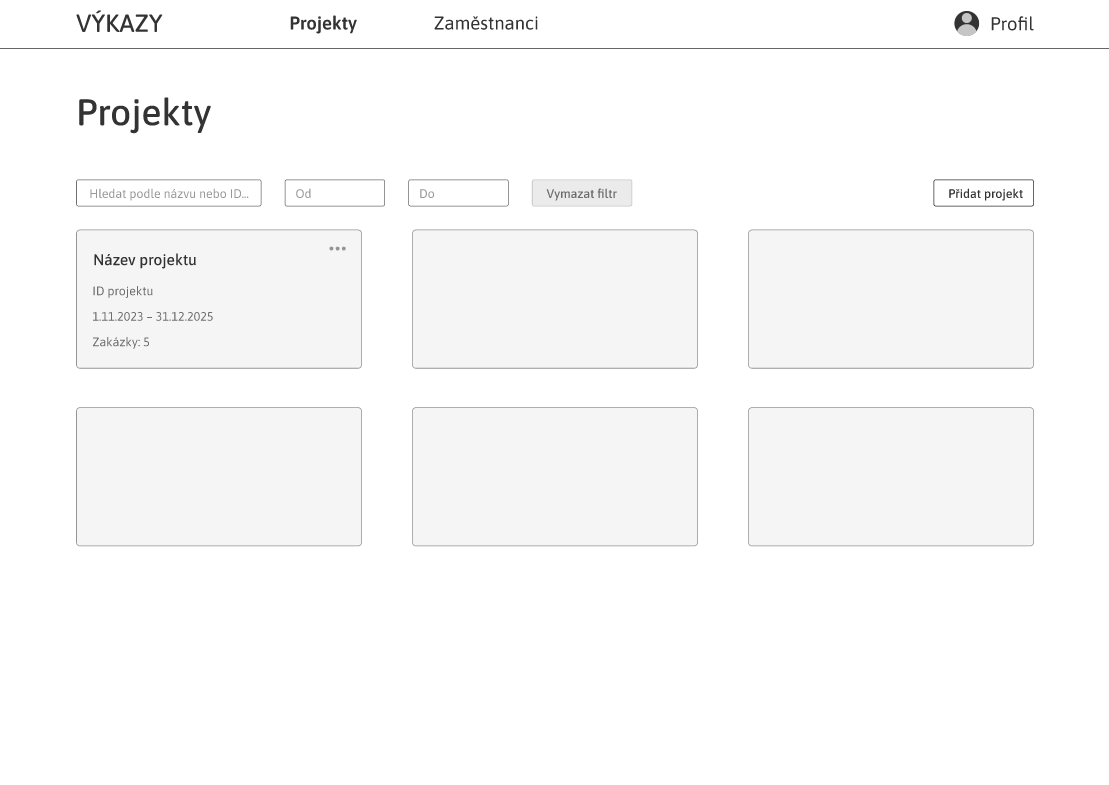 VÝKAZY
Projekty
Zaměstnanci
Profil
Projekty
Hledat podle názvu nebo ID...
Od
Do
Vymazat filtr
Přidat projekt
Název projektu
ID projektu
1.11.2023 – 31.12.2025
Zakázky: 5